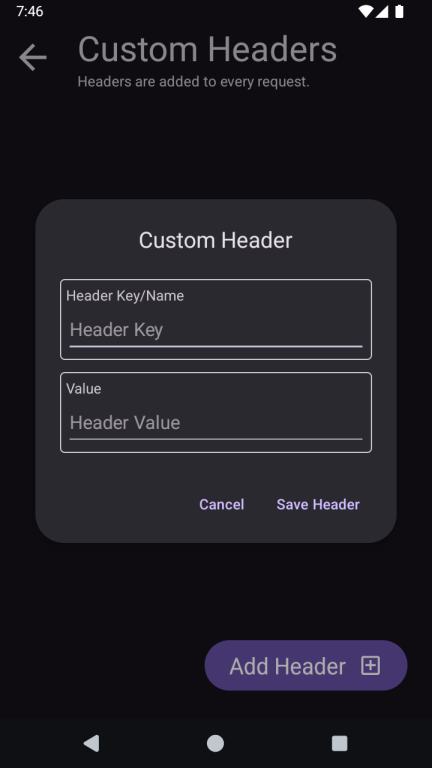 7:46
Custom Headers
Headers are added to every request.
Custom Header
Header Key/Name
Header Key
Value
Header Value
Cancel Save Header
Add Header